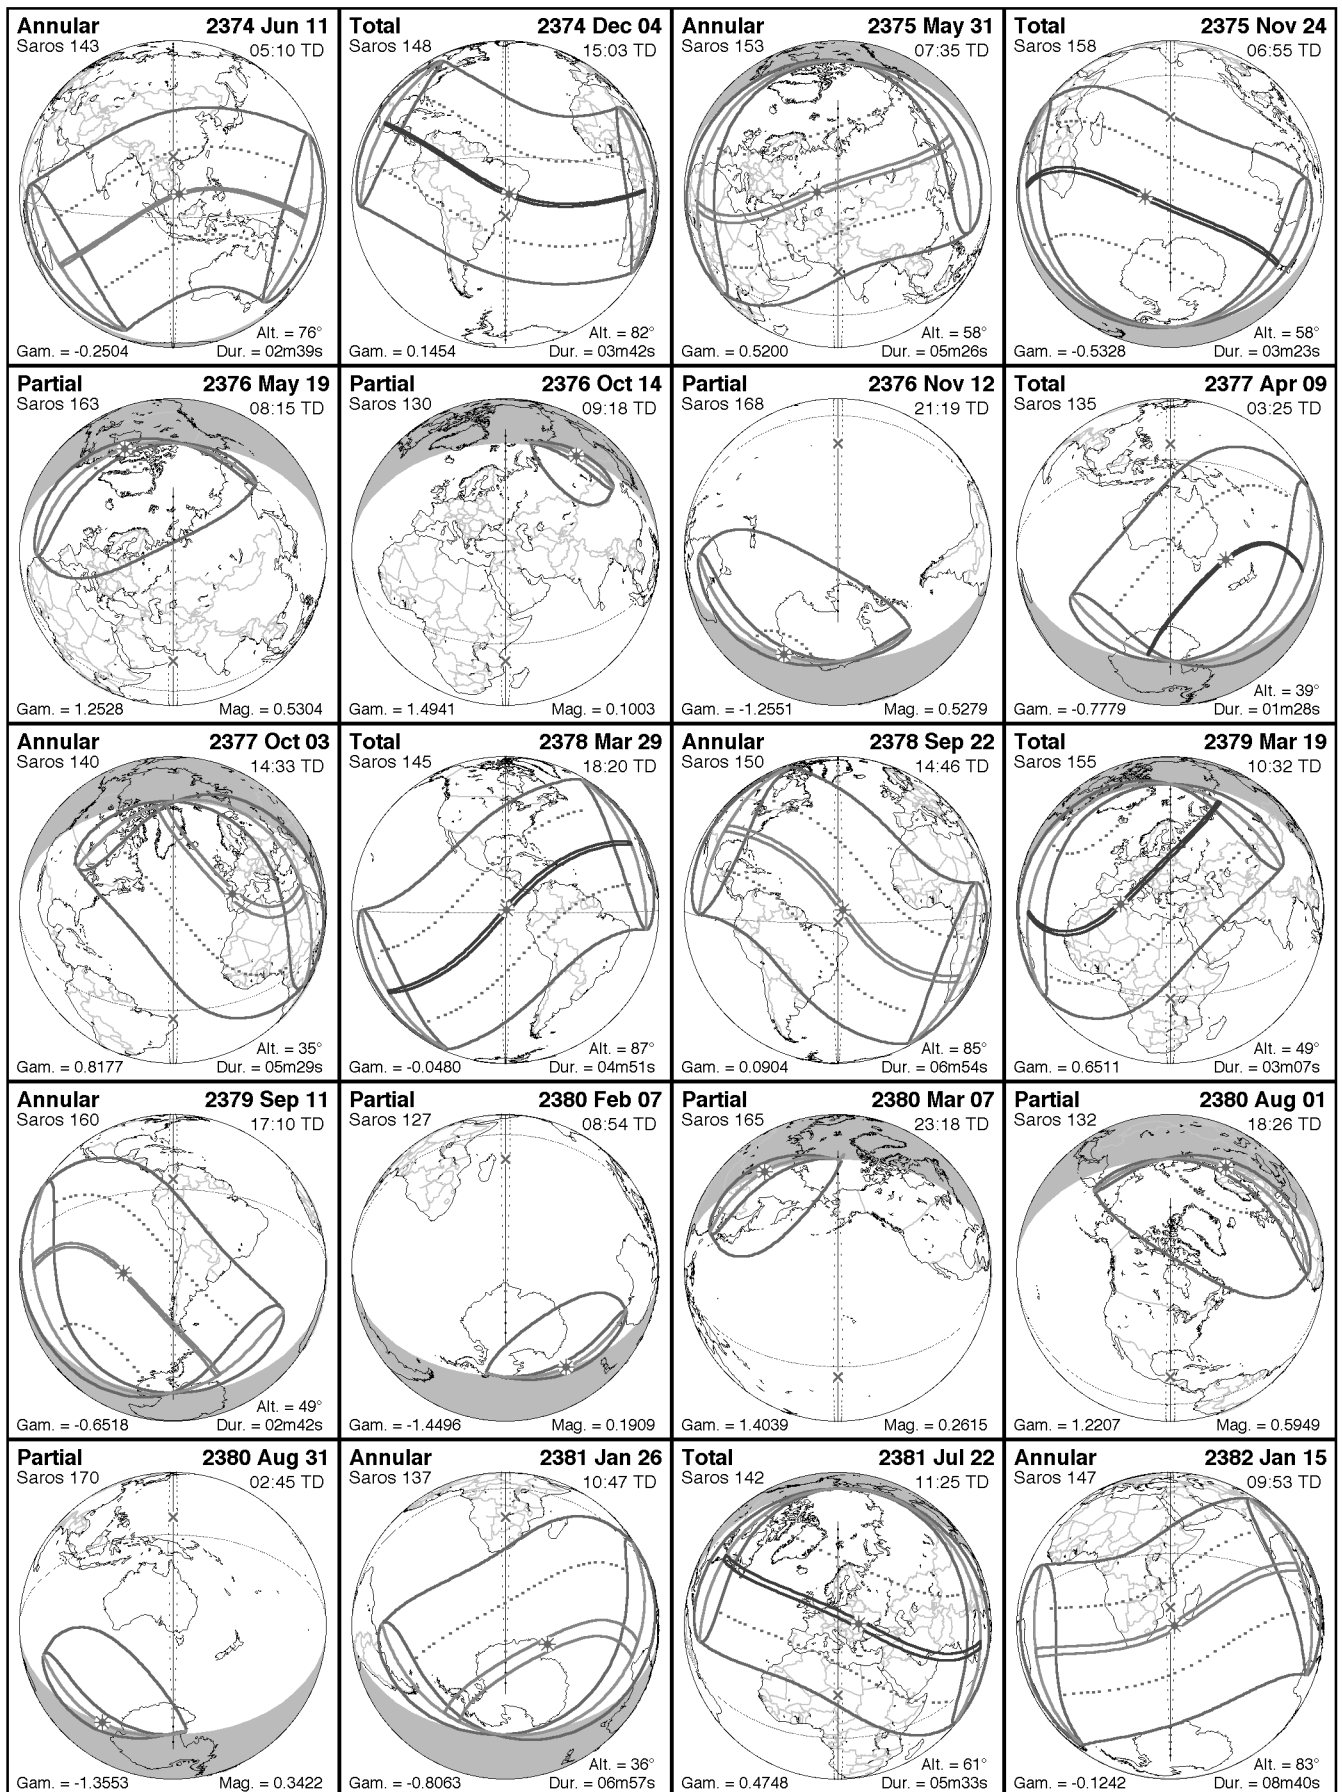 Annular 2374 Jun 11
Saros 143 05:10 TD
Alt. = 76°
Gam. = -0.2504 Dur. = 02m39s
Total 2374 Dec 04
Saros 148 15:03 TD
Alt. = 82°
Gam. = 0.1454 Dur. = 03m42s
Annular 2375 May 31
Saros 153 07:35 TD
Alt. = 58°
Gam. = 0.5200 Dur. = 05m26s
Total 2375 Nov 24
Saros 158 06:55 TD
Alt. = 58°
Gam. = -0.5328 Dur. = 03m23s
Partial 2376 May 19
Saros 163 08:15 TD
Gam. = 1.2528 Mag. = 0.5304
Partial 2376 Oct 14
Saros 130 09:18 TD
Gam. = 1.4941 Mag. = 0.1003
Partial 2376 Nov 12
Saros 168 21:19 TD
Gam. = -1.2551 Mag. = 0.5279
Total 2377 Apr 09
Saros 135 03:25 TD
Alt. = 39°
Gam. = -0.7779 Dur. = 01m28s
Annular 2377 Oct 03
Saros 140 14:33 TD
Alt. = 35°
Gam. = 0.8177 Dur. = 05m29s
Total 2378 Mar 29
Saros 145 18:20 TD
Alt. = 87°
Gam. = -0.0480 Dur. = 04m51s
Annular 2378 Sep 22
Saros 150 14:46 TD
Alt. = 85°
Gam. = 0.0904 Dur. = 06m54s
Total 2379 Mar 19
Saros 155 10:32 TD
Alt. = 49°
Gam. = 0.6511 Dur. = 03m07s
Annular 2379 Sep 11
Saros 160 17:10 TD
Alt. = 49°
Gam. = -0.6518 Dur. = 02m42s
Partial 2380 Feb 07
Saros 127 08:54 TD
Gam. = -1.4496 Mag. = 0.1909
Partial 2380 Mar 07
Saros 165 23:18 TD
Gam. = 1.4039 Mag. = 0.2615
Partial 2380 Aug 01
Saros 132 18:26 TD
Gam. = 1.2207 Mag. = 0.5949
Partial 2380 Aug 31
Saros 170 02:45 TD
Gam. = -1.3553 Mag. = 0.3422
Annular 2381 Jan 26
Saros 137 10:47 TD
Alt. = 36°
Gam. = -0.8063 Dur. = 06m57s
Total 2381 Jul 22
Saros 142 11:25 TD
Alt. = 61°
Gam. = 0.4748 Dur. = 05m33s
Annular 2382 Jan 15
Saros 147 09:53 TD
Alt. = 83°
Gam. = -0.1242 Dur. = 08m40s